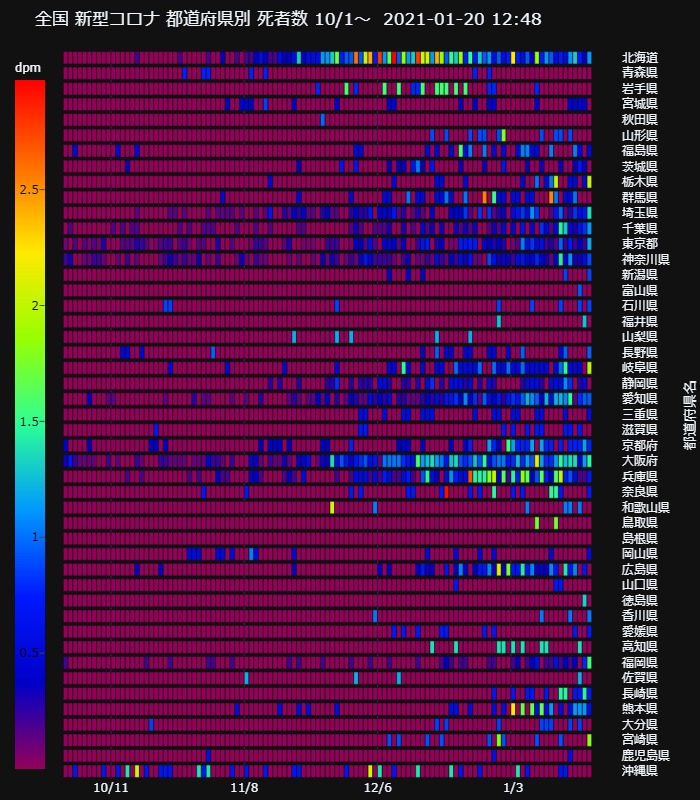 全国 新型コロナ 都道府県別 死者数 10/1～ 2021-01-20 12:48
dpm
2.5
2
1.5
1
0.5
北海道
青森県
岩手県
宮城県
秋田県
山形県
福島県
茨城県
栃木県
群馬県
埼玉県
千葉県
東京都
神奈川県
新潟県
富山県
石川県
福井県
山梨県
長野県
岐阜県
静岡県
愛知県
三重県
滋賀県
京都府
大阪府
兵庫県
奈良県
和歌山県
鳥取県
島根県
岡山県
広島県
山口県
徳島県
香川県
愛媛県
高知県
福岡県
佐賀県
長崎県
熊本県
大分県
宮崎県
鹿児島県
沖縄県
都道府県名
10/11 11/8 12/6 1/3